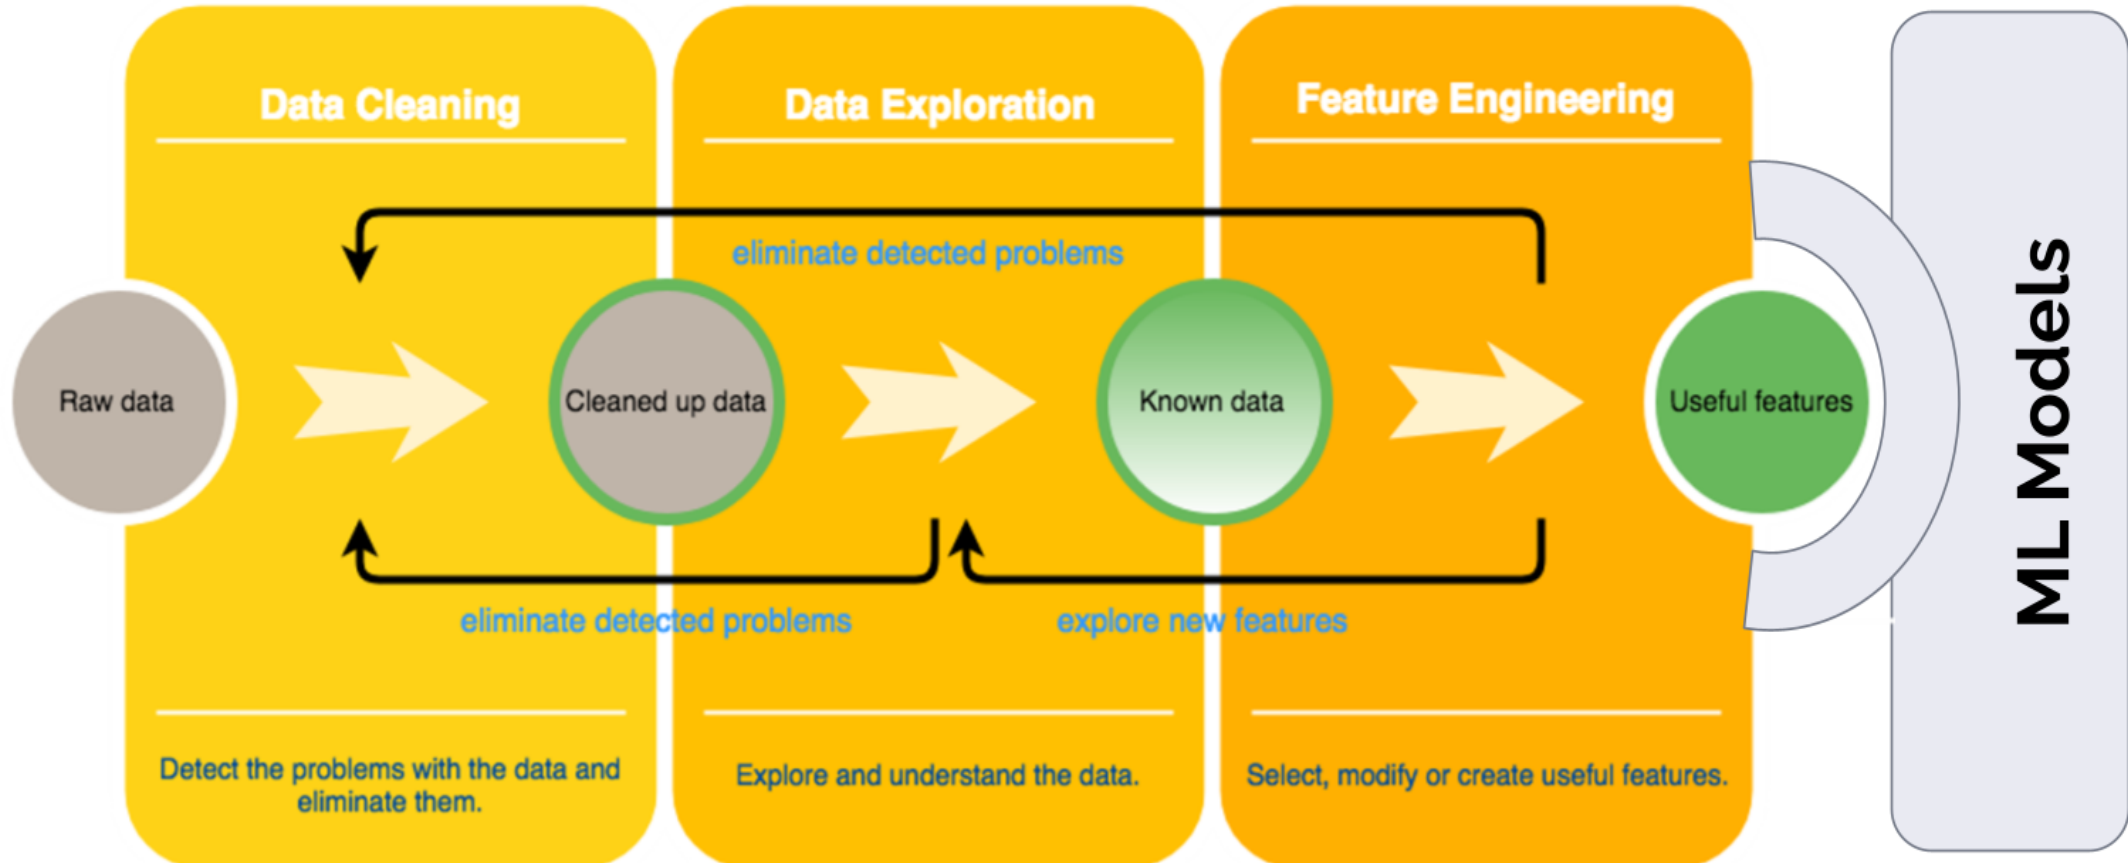 Data Cleaning
Data Exploration
Feature Engineering
eliminate detected problems
Raw data
Cleaned up data
Known data
Useful features
ML Models
eliminate detected problems
explore new features
Detect the problems with the data and
eliminate them.
Explore and understand the data.
Select, modify or create useful features.